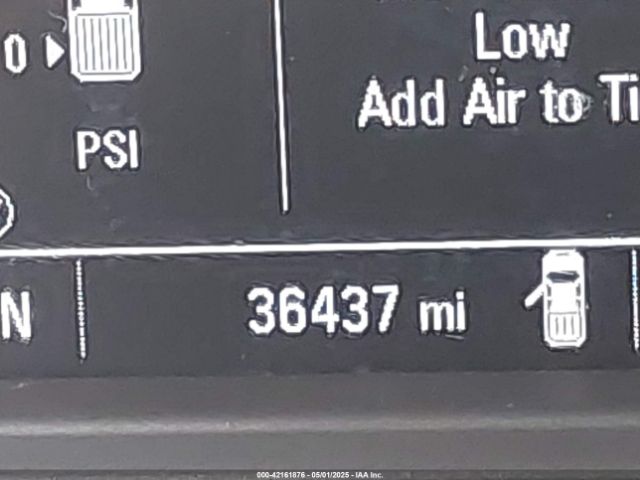 Low
0
Add Air to Ti
PSI
N
36437 mi
000-42161876 - 05/01/2025 - IAA Inc.